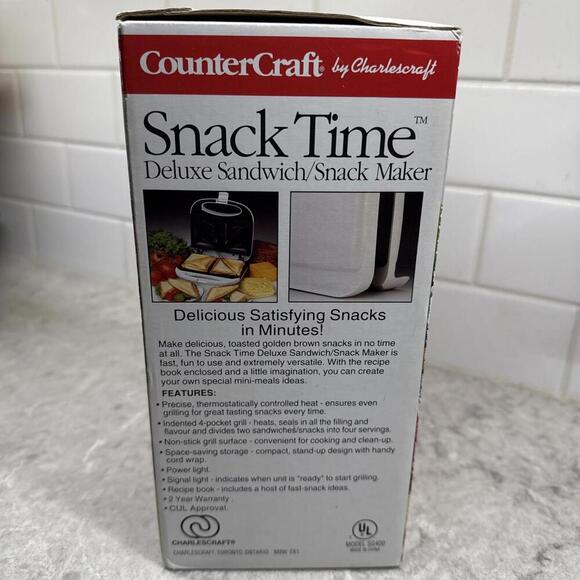 CounterCraft® by Charlescraft
Snack Time™
Deluxe Sandwich/Snack Maker
Delicious Satisfying Snacks
in Minutes!
Make delicious, toasted golden brown snacks in no time
at all. The Snack Time Deluxe Sandwich/Snack Maker is
fast, fun to use and extremely versatile. With the recipe
book enclosed and a little imagination, you can create
your own special mini-meals ideas.
FEATURES:
• Precise, thermostatically controlled heat - ensures even
grilling for great tasting snacks every time.
• Indented 4-pocket grill - heats, seals in all the filling and
flavour and divides two sandwiches/snacks into four servings.
• Non-stick grill surface - convenient for cooking and clean-up.
• Space-saving storage - compact, stand-up design with handy
cord wrap.
• Power light.
• Signal light - indicates when unit is "ready" to start grilling.
• Recipe book - includes a host of fast-snack ideas.
• 2 Year Warranty.
• CUL Approval.
CHARLESCRAFT®
CHARLESCRAFT, TORONTO, ONTARIO M8W 2X1
UL
MODEL SG400
MADE IN CHINA